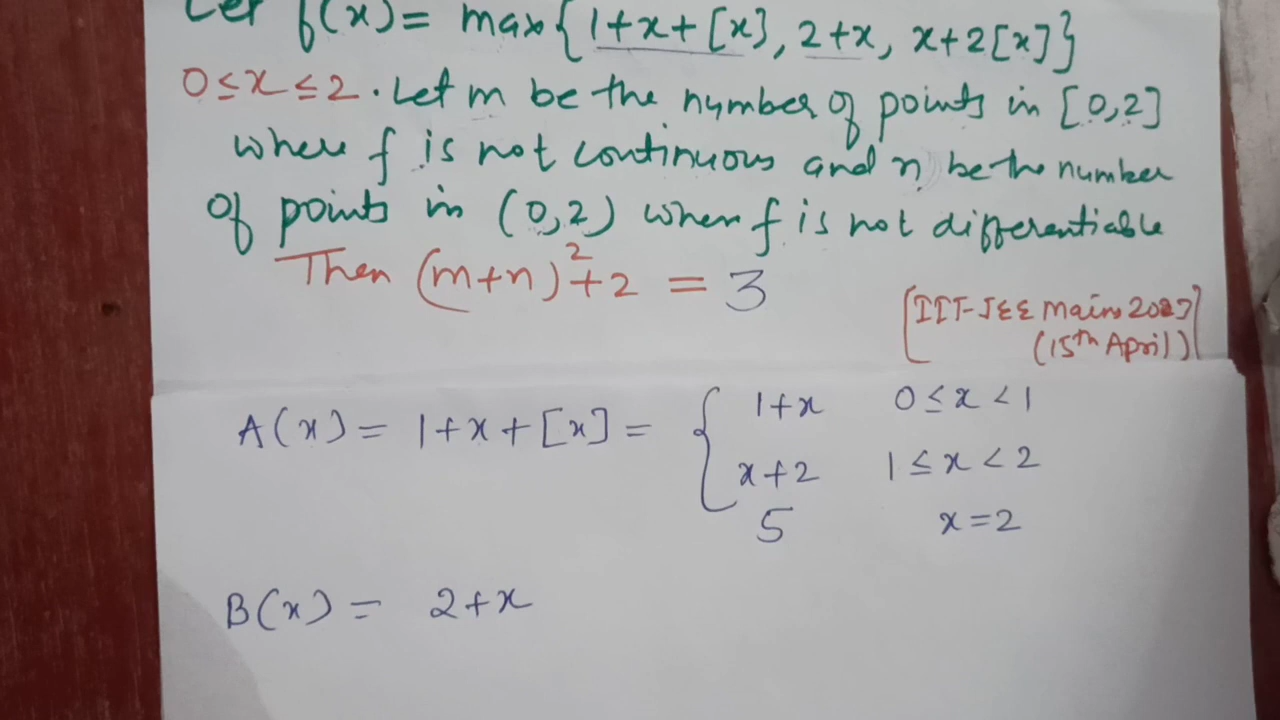 Let f(x) = max{1+x+[x], 2+x, x+2[x]}
0≤x≤2. Let m be the number of points in [0,2]
where f is not continuous and n be the number
of points in (0,2) where f is not differentiable
Then (m+n)²+2 = 3
[IIT-JEE Mains 2023
(15th April)]
A(x) = 1+x+[x] = { 1+x 0≤x<1
x+2 1≤x<2
5 x=2
B(x) = 2+x